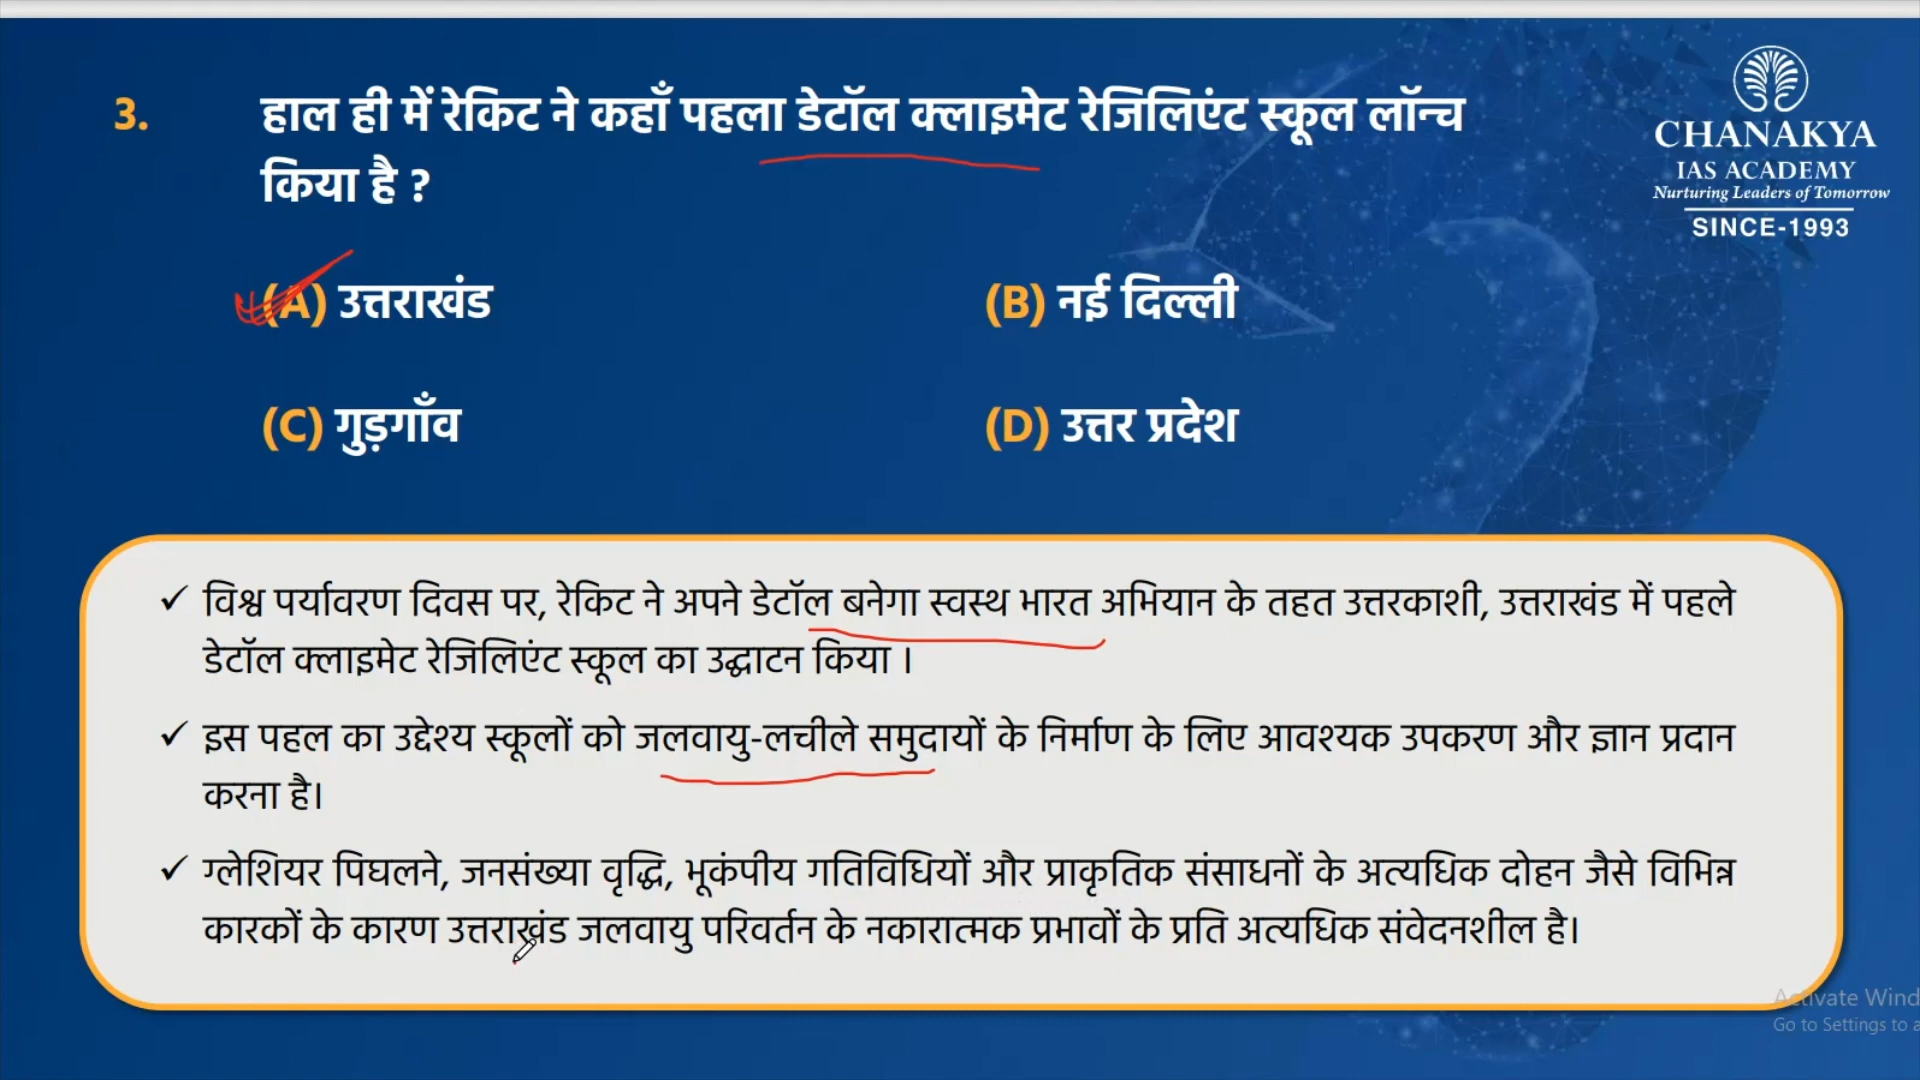 3. हाल ही में रेकिट ने कहाँ पहला डेटॉल क्लाइमेट रेजिलिएंट स्कूल लॉन्च
किया है ?
CHANAKYA
IAS ACADEMY
Nurturing Leaders of Tomorrow
SINCE-1993
(A) उत्तराखंड
(B) नई दिल्ली
(C) गुड़गाँव
(D) उत्तर प्रदेश
✓ विश्व पर्यावरण दिवस पर, रेकिट ने अपने डेटॉल बनेगा स्वस्थ भारत अभियान के तहत उत्तरकाशी, उत्तराखंड में पहले
डेटॉल क्लाइमेट रेजिलिएंट स्कूल का उद्घाटन किया ।
✓ इस पहल का उद्देश्य स्कूलों को जलवायु-लचीले समुदायों के निर्माण के लिए आवश्यक उपकरण और ज्ञान प्रदान
करना है।
✓ ग्लेशियर पिघलने, जनसंख्या वृद्धि, भूकंपीय गतिविधियों और प्राकृतिक संसाधनों के अत्यधिक दोहन जैसे विभिन्न
कारकों के कारण उत्तराखंड जलवायु परिवर्तन के नकारात्मक प्रभावों के प्रति अत्यधिक संवेदनशील है।
Activate Wind
Go to Settings to a